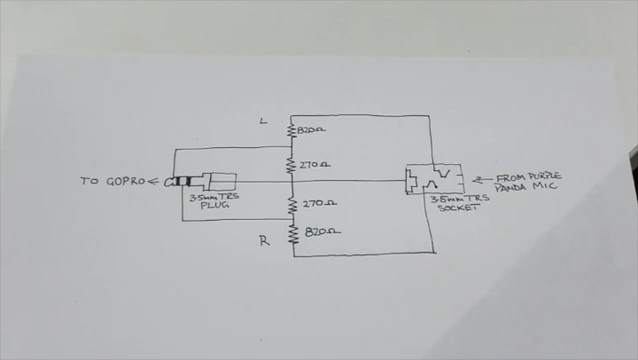 L
820Ω
270Ω
TO GOPRO
3.5mm TRS
PLUG
FROM PURPLE
PANDA MIC
3.5mm TRS
SOCKET
270Ω
R
820Ω